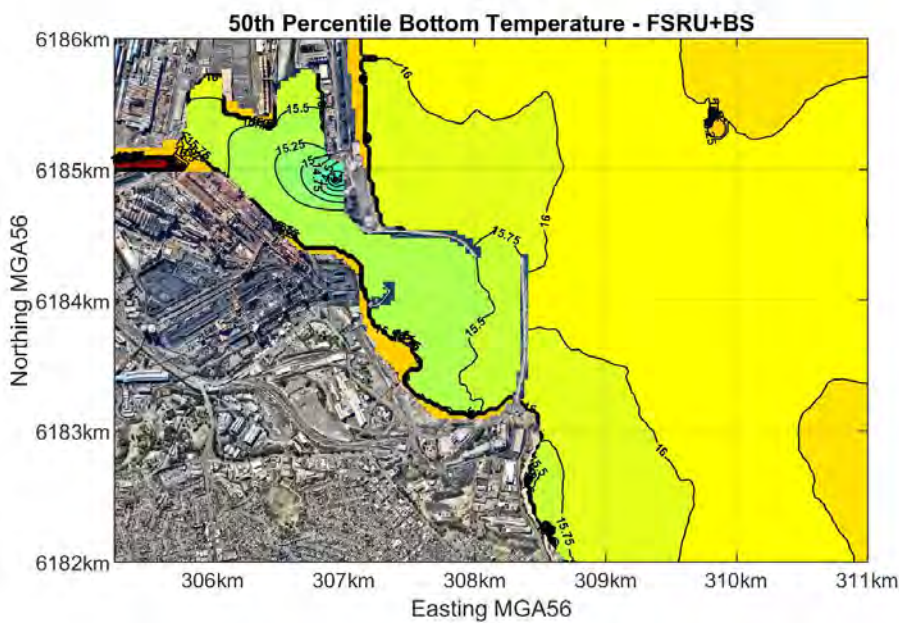 50th Percentile Bottom Temperature - FSRU+BS
6186km
6185km
6184km
6183km
6182km
Northing MGA56
16
16
15.5
15.25
15.75
14.75
16
15.75
15.5
16
15.5
15.75
306km
307km
308km
309km
310km
311km
Easting MGA56